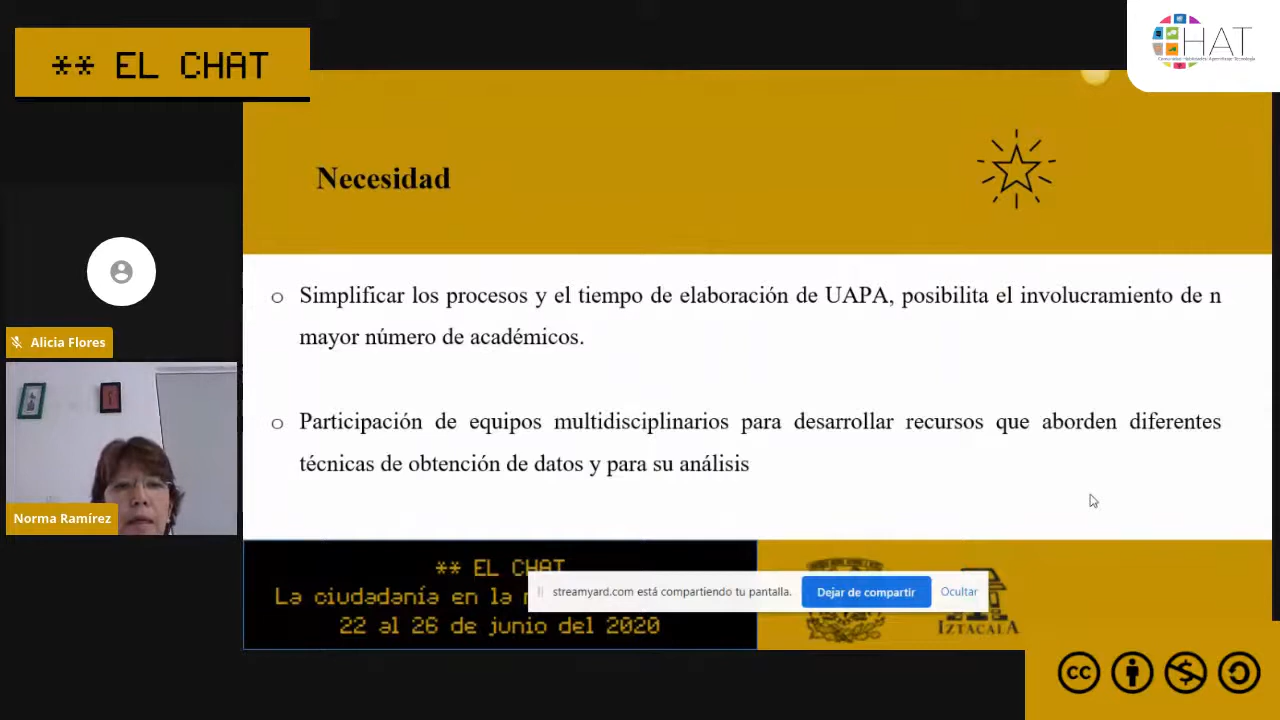 ** EL CHAT
HAT
Necesidad
Simplificar los procesos y el tiempo de elaboración de UAPA, posibilita el involucramiento de n
mayor número de académicos.
Participación de equipos multidisciplinarios para desarrollar recursos que aborden diferentes
técnicas de obtención de datos y para su análisis
Alicia Flores
Norma Ramírez
** EL CHAT
La ciudadanía en la
22 al 26 de junio del 2020
streamyard.com está compartiendo tu pantalla.
Dejar de compartir
Ocultar
IZTACALA
CC